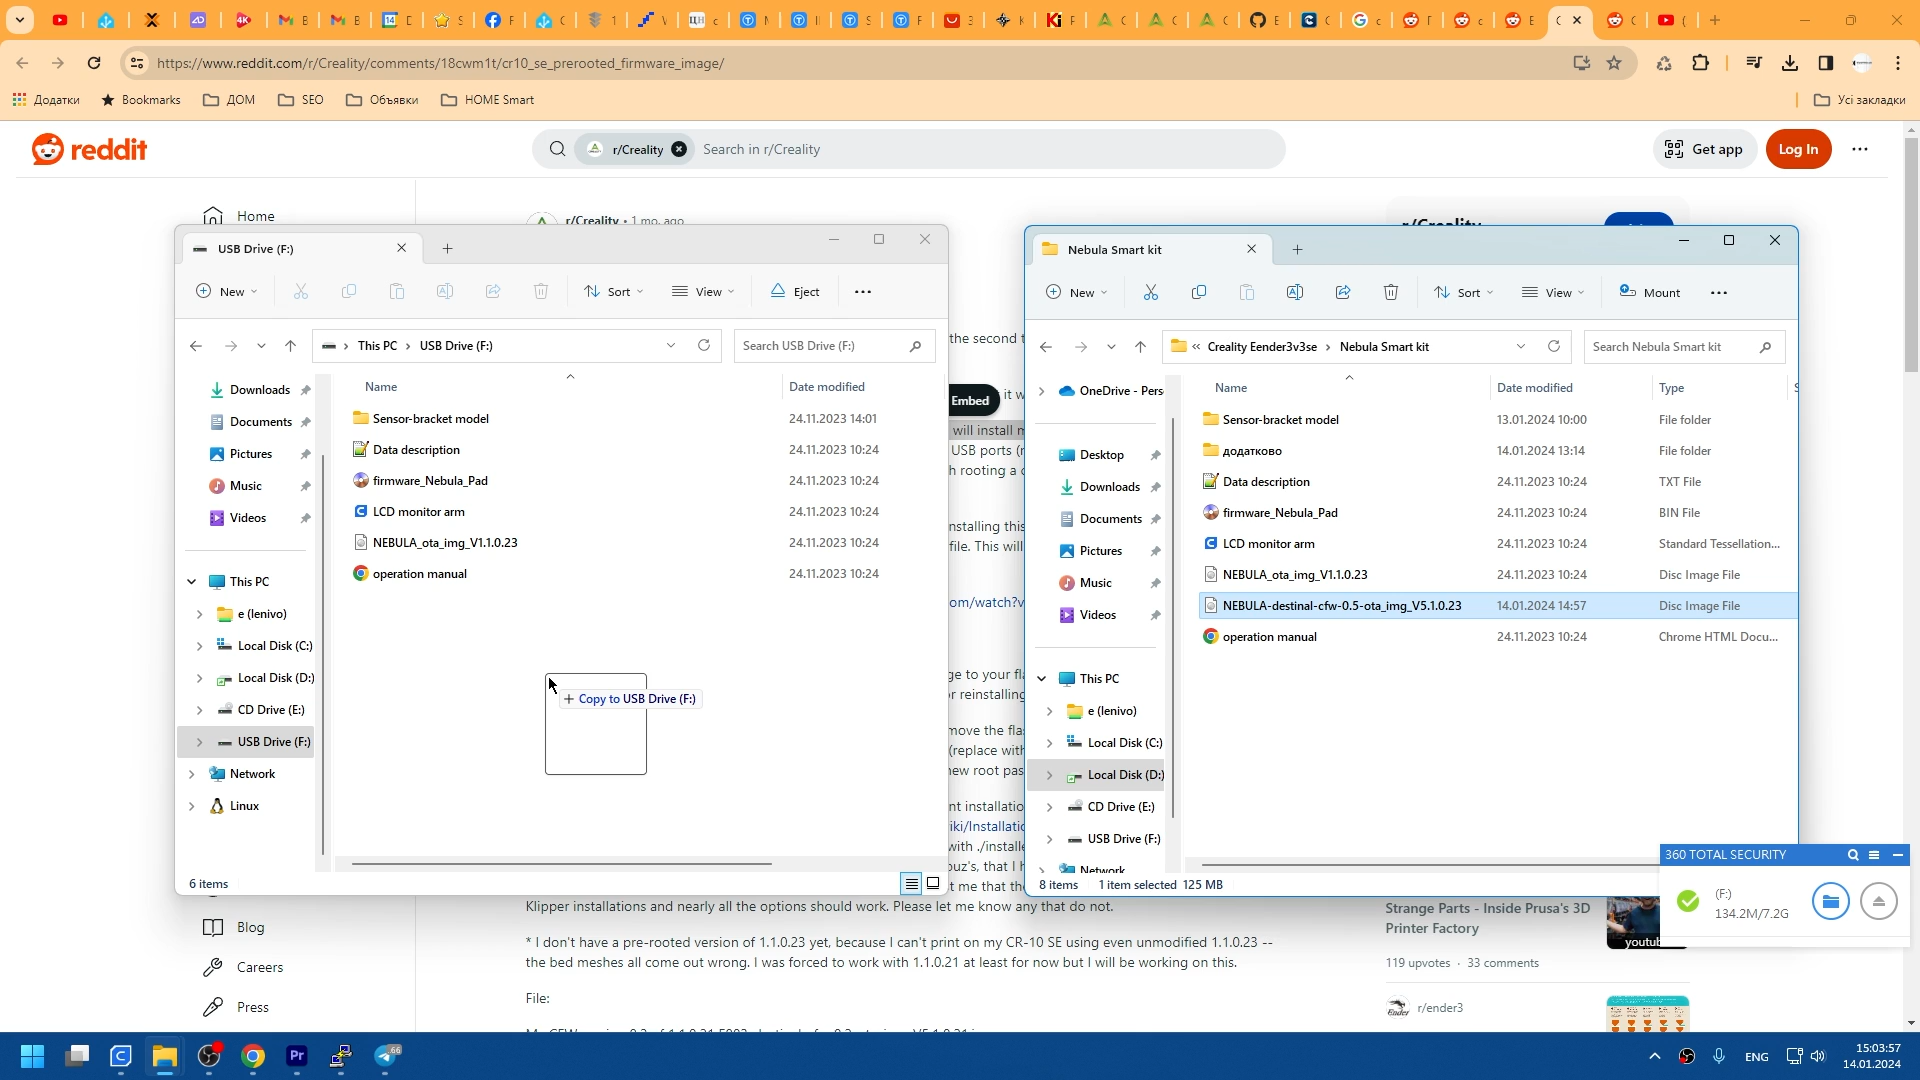 https://www.reddit.com/r/Creality/comments/18cwm1t/cr10_se_prerooted_firmware_image/
Додатки
Bookmarks
ДОМ
SEO
Объявки
HOME Smart
Усі закладки
reddit
r/Creality
Search in r/Creality
Get app
Log In
Home
r/Creality • 1 mo. ago
r/Creality
USB Drive (F:)
New
Sort
View
Eject
This PC
USB Drive (F:)
Search USB Drive (F:)
Name
Date modified
Downloads
Documents
Pictures
Music
Videos
This PC
e (lenivo)
Local Disk (C:)
Local Disk (D:)
CD Drive (E:)
USB Drive (F:)
Network
Linux
Sensor-bracket model 24.11.2023 14:01
Data description 24.11.2023 10:24
firmware_Nebula_Pad 24.11.2023 10:24
LCD monitor arm 24.11.2023 10:24
NEBULA_ota_img_V1.1.0.23 24.11.2023 10:24
operation manual 24.11.2023 10:24
+ Copy to USB Drive (F:)
6 items
the second
Embed
will install
USB ports
rooting a
nstalling this
file. This will
om/watch?v
ge to your
or reinstalling
move the
(replace with
new root
nt installatio
iki/Installatio
with ./installe
ouz's, that I
t me that the
Nebula Smart kit
New
Sort
View
Mount
« Creality Eender3v3se
Nebula Smart kit
Search Nebula Smart kit
Name
Date modified
Type
OneDrive - Pers
Desktop
Downloads
Documents
Pictures
Music
Videos
This PC
e (lenivo)
Local Disk (C:)
Local Disk (D:)
CD Drive (E:)
USB Drive (F:)
Network
Sensor-bracket model 13.01.2024 10:00 File folder
додатково 14.01.2024 13:14 File folder
Data description 24.11.2023 10:24 TXT File
firmware_Nebula_Pad 24.11.2023 10:24 BIN File
LCD monitor arm 24.11.2023 10:24 Standard Tessellation...
NEBULA_ota_img_V1.1.0.23 24.11.2023 10:24 Disc Image File
NEBULA-destinal-cfw-0.5-ota_img_V5.1.0.23 14.01.2024 14:57 Disc Image File
operation manual 24.11.2023 10:24 Chrome HTML Docu...
8 items 1 item selected 125 MB
360 TOTAL SECURITY
(F:)
134.2M/7.2G
Klipper installations and nearly all the options should work. Please let me know any that do not.
* I don't have a pre-rooted version of 1.1.0.23 yet, because I can't print on my CR-10 SE using even unmodified 1.1.0.23 --
the bed meshes all come out wrong. I was forced to work with 1.1.0.21 at least for now but I will be working on this.
File:
Blog
Careers
Press
Strange Parts - Inside Prusa's 3D
Printer Factory
youtub
119 upvotes · 33 comments
r/ender3
66
ENG
15:03:57
14.01.2024